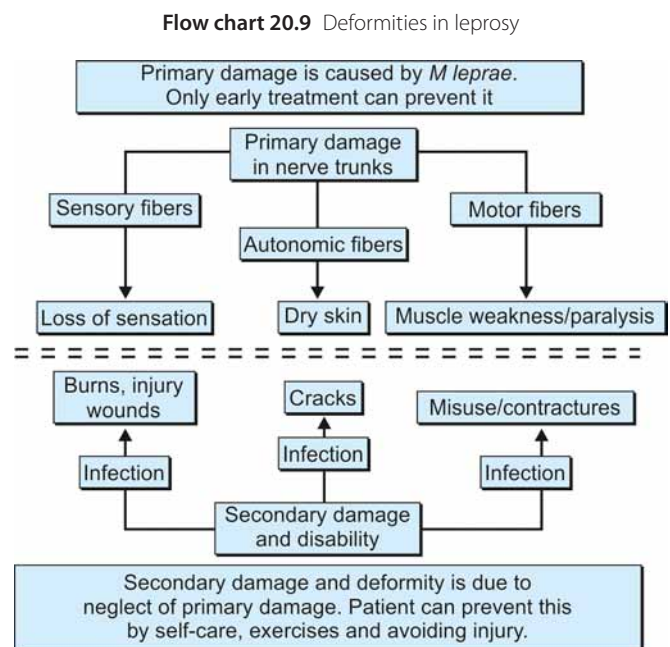 Flow chart 20.9 Deformities in leprosy
Primary damage is caused by M leprae.
Only early treatment can prevent it
Primary damage
in nerve trunks
Sensory fibers
Motor fibers
Autonomic fibers
Loss of sensation
Dry skin
Muscle weakness/paralysis
Burns, injury
wounds
Cracks
Misuse/contractures
Infection
Infection
Infection
Secondary damage
and disability
Secondary damage and deformity is due to
neglect of primary damage. Patient can prevent this
by self-care, exercises and avoiding injury.